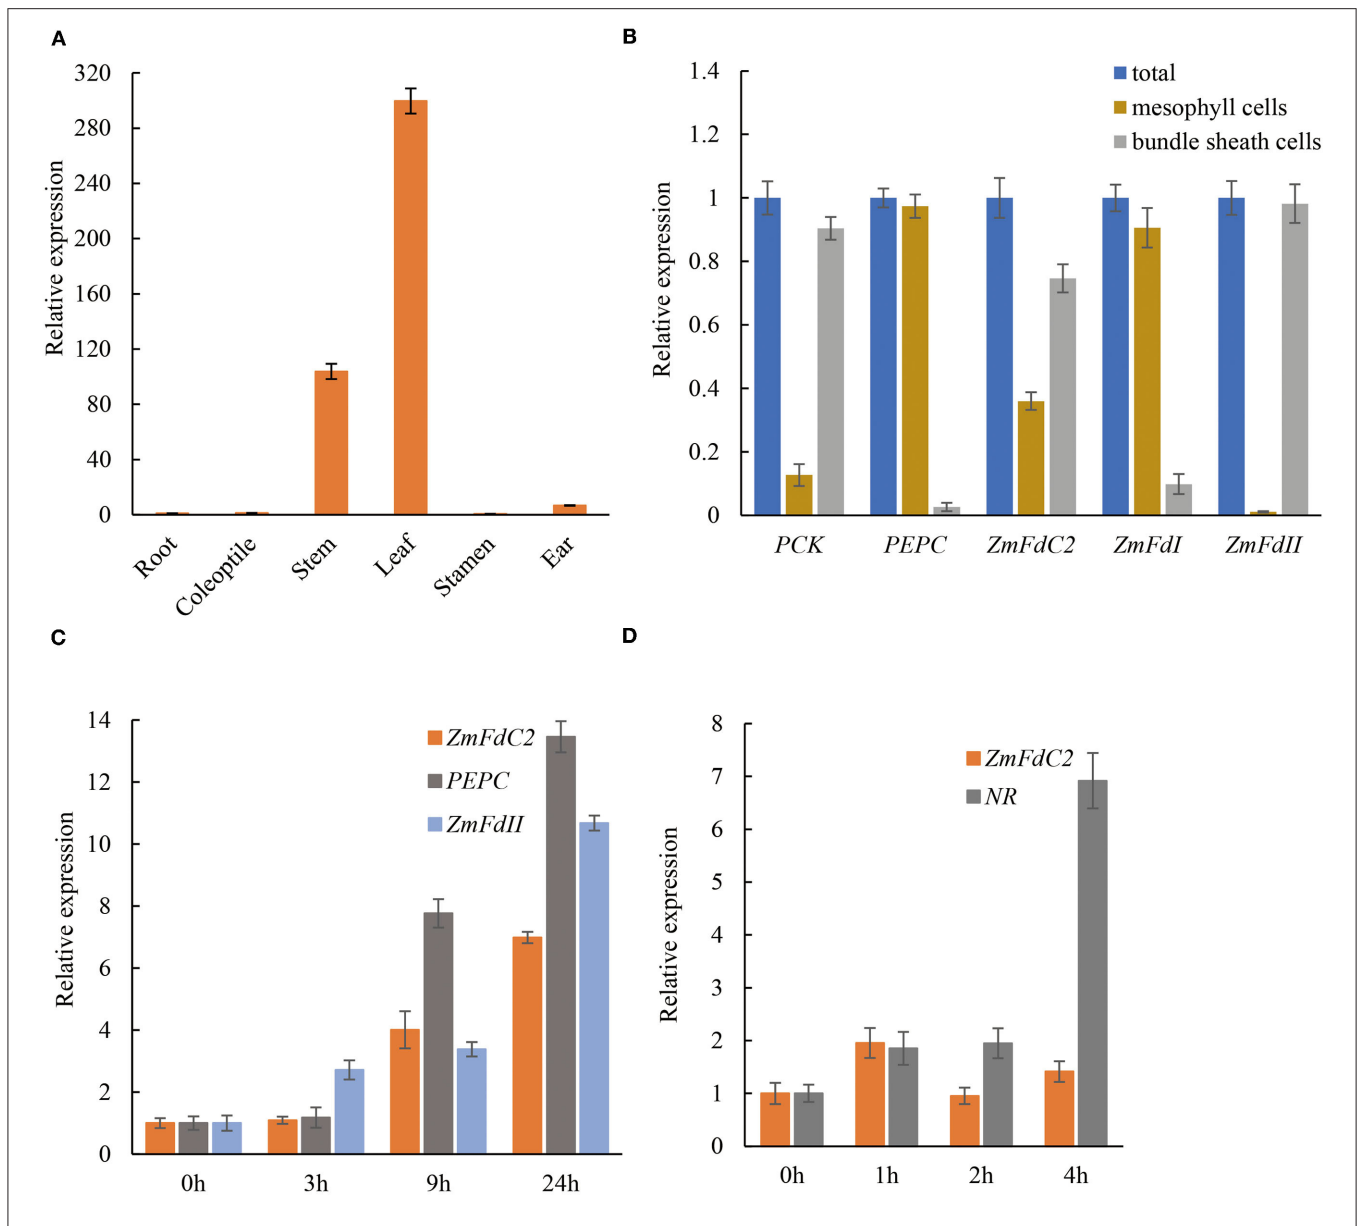 A
Relative expression
320
280
240
200
160
120
80
40
0
Root
Coleoptile
Stem
Leaf
Stamen
Ear
B
Relative expression
1.4
1.2
1
0.8
0.6
0.4
0.2
0
total
mesophyll cells
bundle sheath cells
PCK
PEPC
ZmFdC2
ZmFdI
ZmFdII
C
Relative expression
14
12
10
8
6
4
2
0
ZmFdC2
PEPC
ZmFdII
0h
3h
9h
24h
D
Relative expression
8
7
6
5
4
3
2
1
0
ZmFdC2
NR
0h
1h
2h
4h